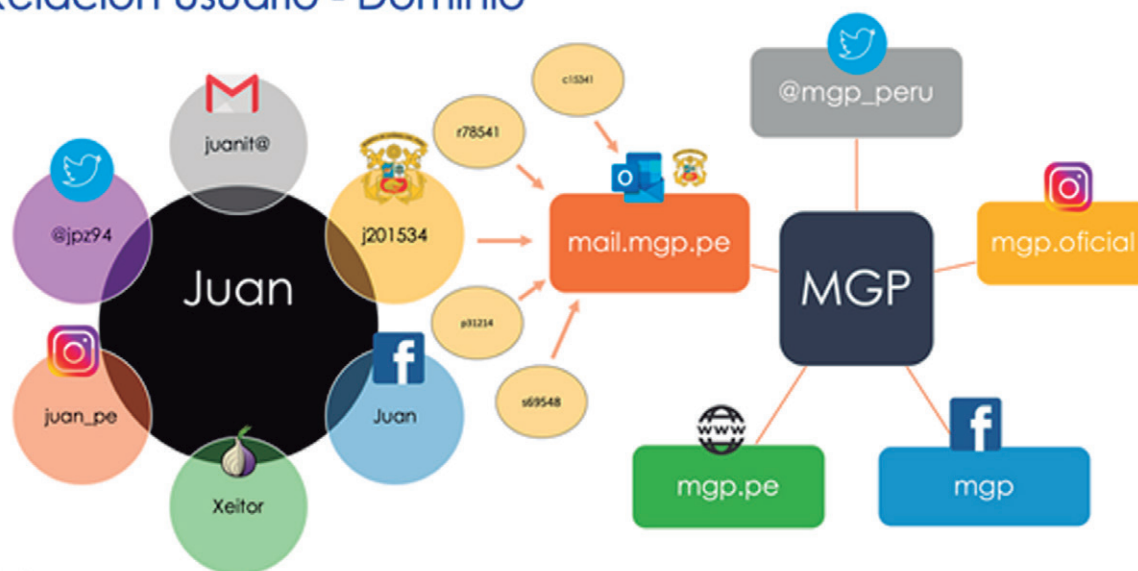 Relación Usuario - Dominio
juanit@
@jpz94
j201534
Juan
juan_pe
Juan
Xeitor
c15341
r78541
p31214
s69548
mail.mgp.pe
@mgp_peru
mgp.oficial
MGP
www
mgp.pe
mgp